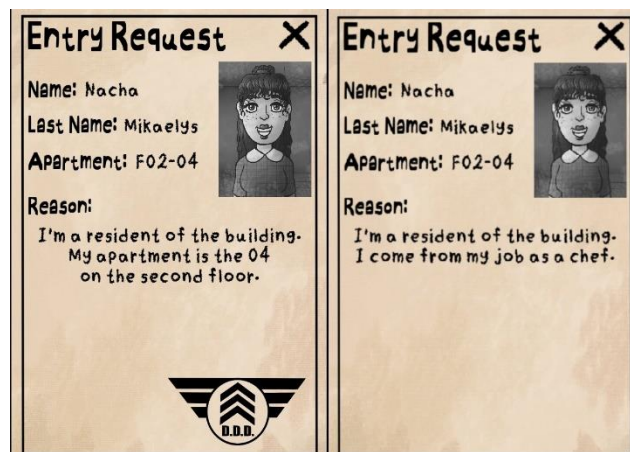 Entry Request X
Name: Nacha
Last Name: Mikaelys
Apartment: F02-04
Reason:
I'm a resident of the building.
My apartment is the 04
on the second floor.
D.D.D.
Entry Request X
Name: Nacha
Last Name: Mikaelys
Apartment: F02-04
Reason:
I'm a resident of the building.
I come from my job as a chef.